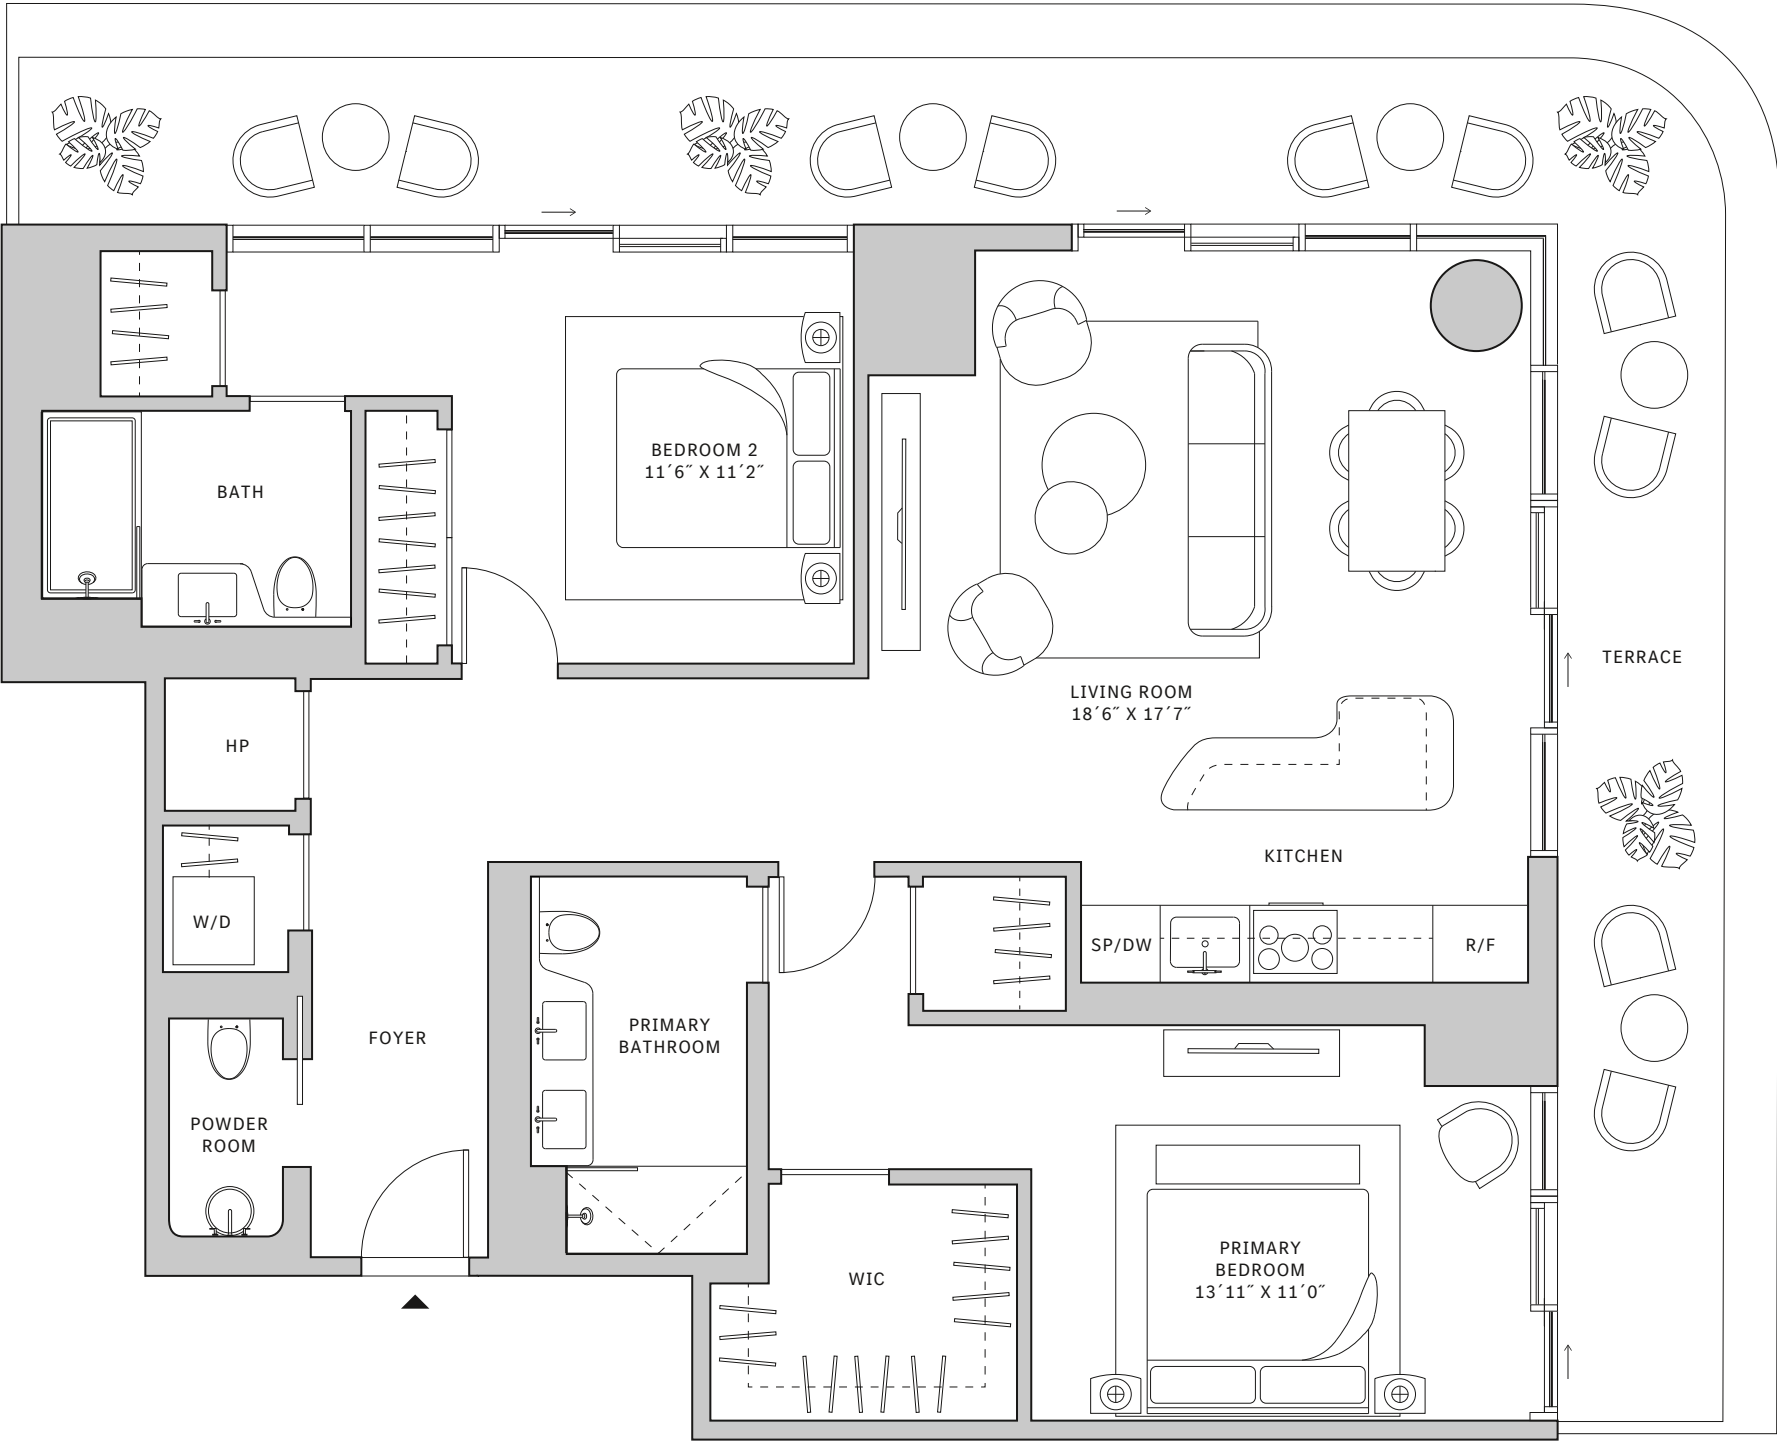 BEDROOM 2
11´6˝ X 11´2˝
BATH
TERRACE
LIVING ROOM
18´6˝ X 17´7˝
HP
KITCHEN
W/D
SP/DW
R/F
FOYER
PRIMARY
BATHROOM
POWDER
ROOM
WIC
PRIMARY
BEDROOM
13´11˝ X 11´0˝